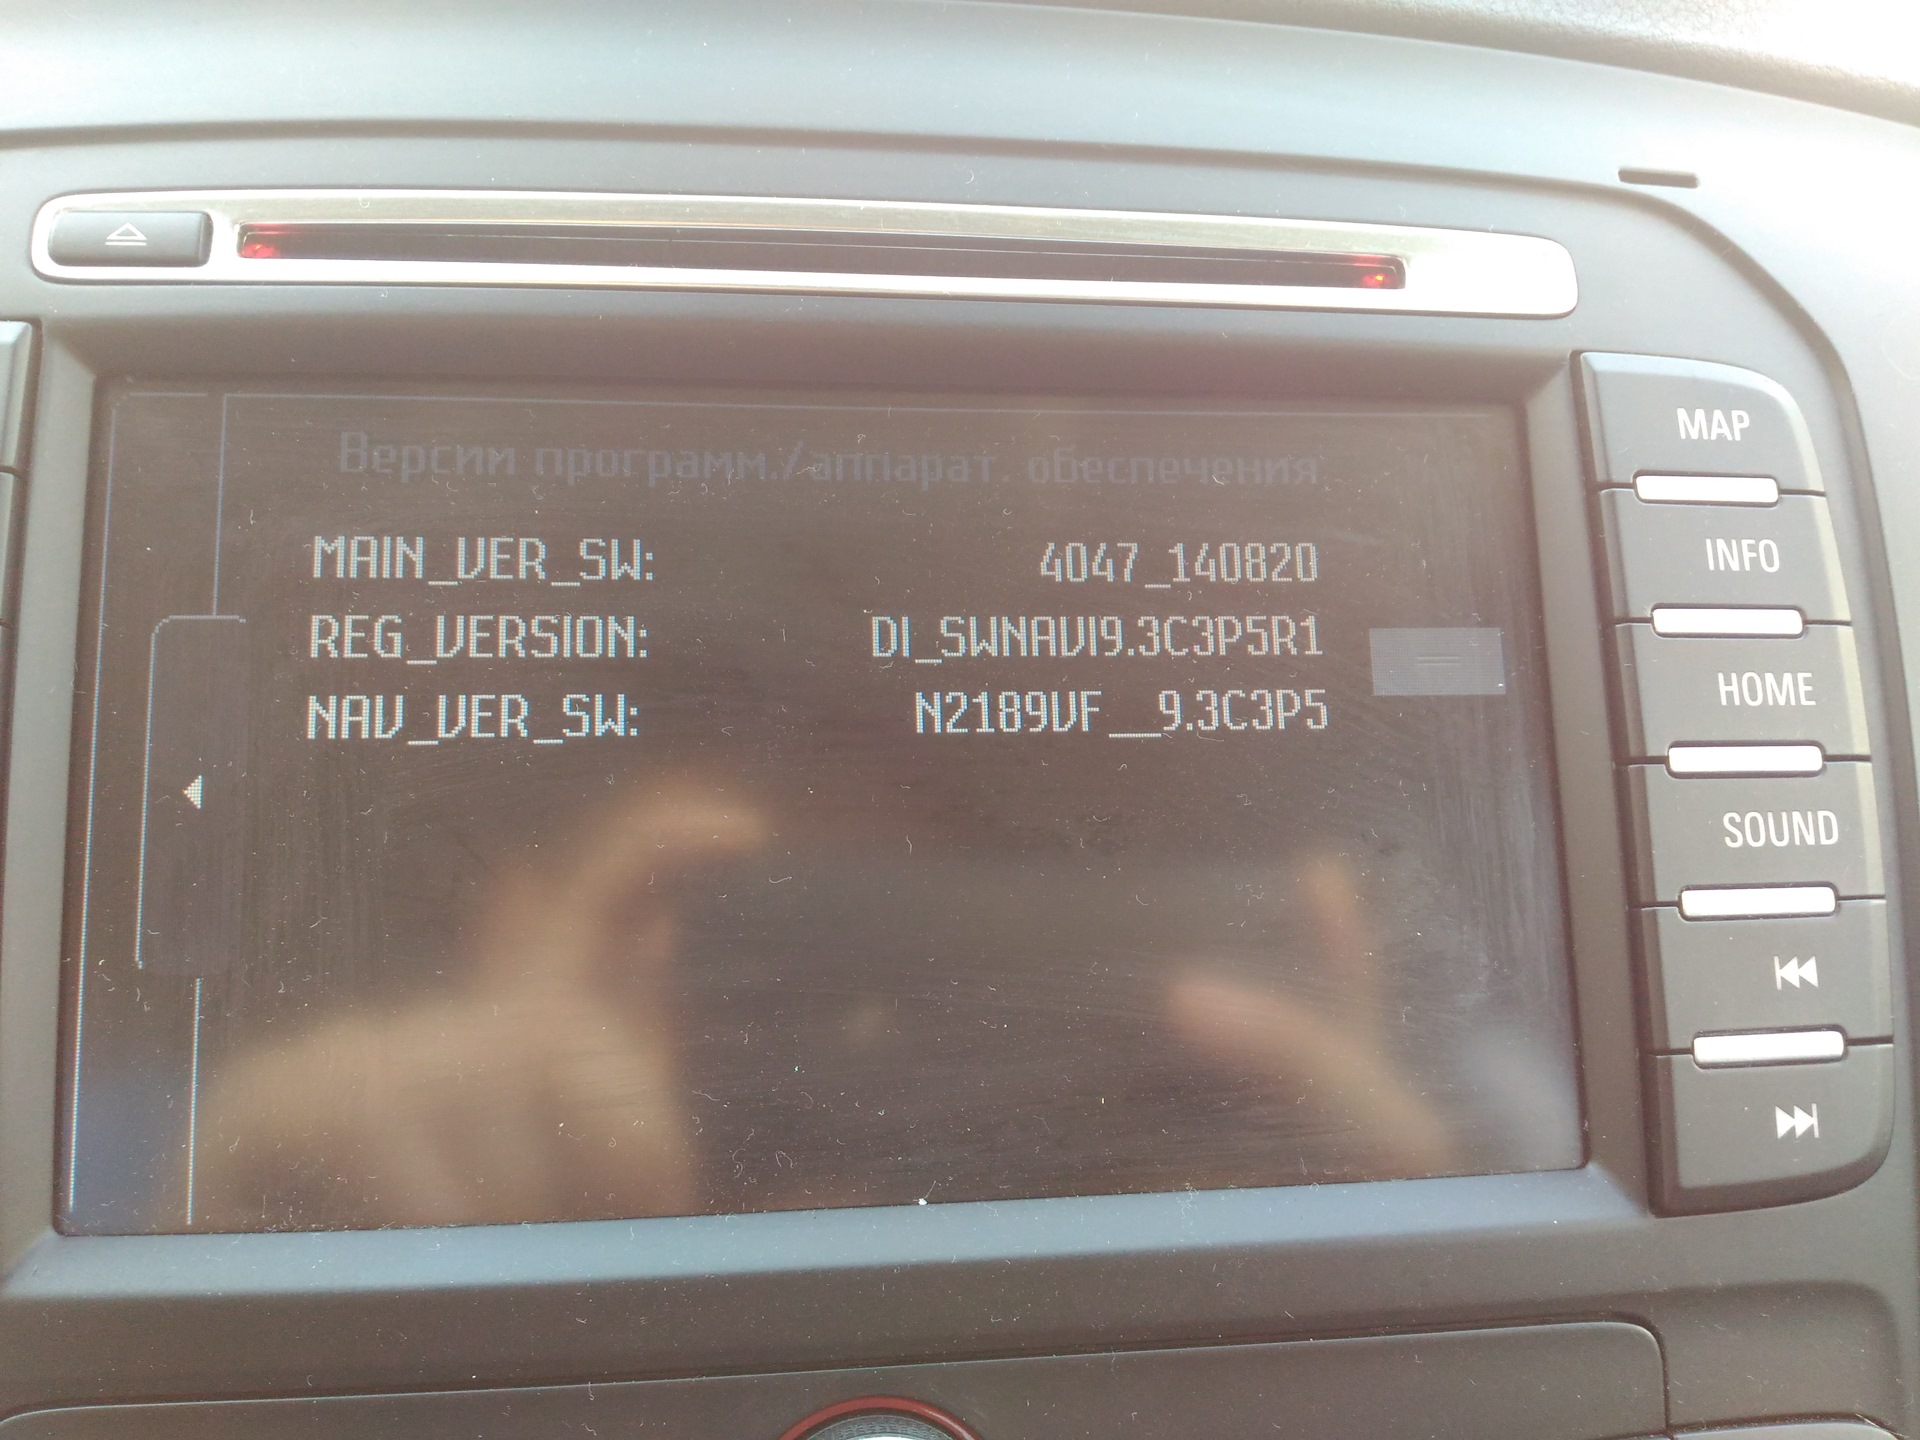 Версии программ./аппарат. обеспечения
MAIN_VER_SW: 4047_140820
REG_VERSION: DI_SWNAVI9.3C3P5R1
NAV_VER_SW: N2189VF__9.3C3P5
MAP
INFO
HOME
SOUND